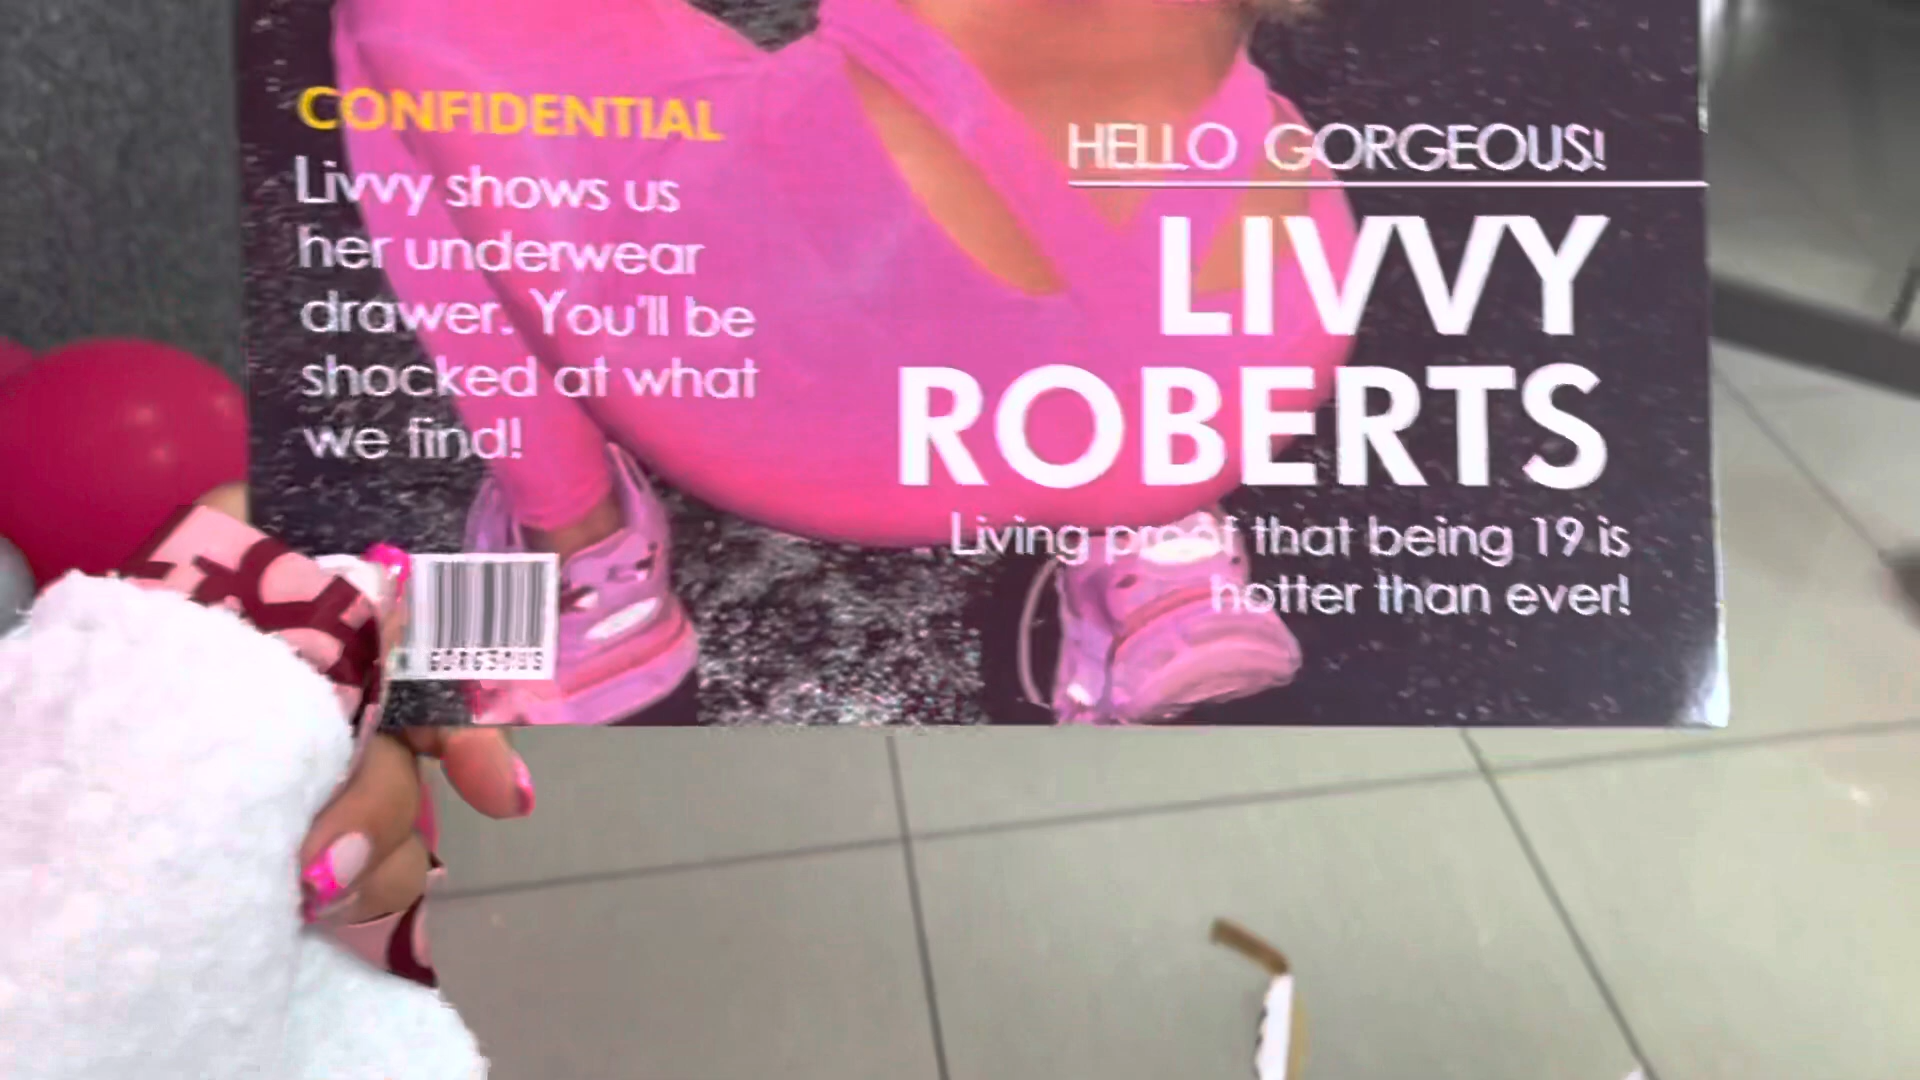 CONFIDENTIAL
Livvy shows us
her underwear
drawer. You'll be
shocked at what
we find!
GORGEOUS
HELLO GORGEOUS!
LIVVY
ROBERTS
Living proof that being 19 is
hotter than ever!